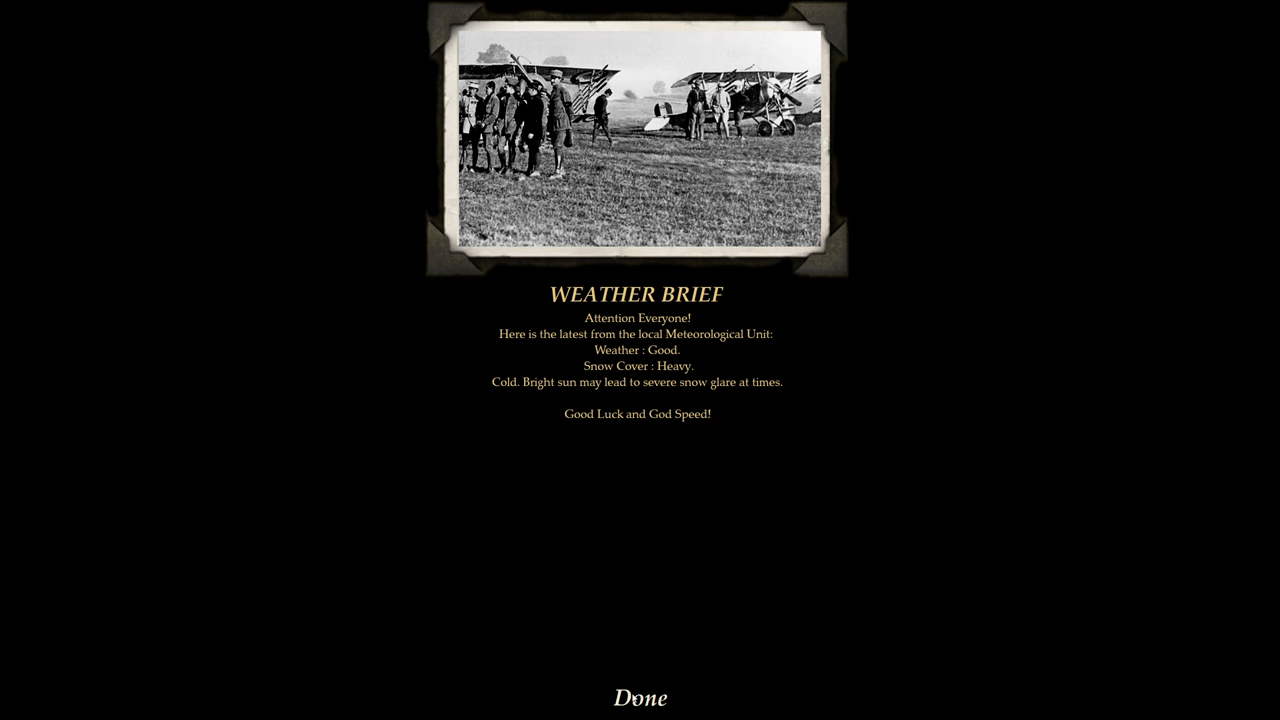 WEATHER BRIEF
Attention Everyone!
Here is the latest from the local Meteorological Unit:
Weather : Good.
Snow Cover : Heavy.
Cold. Bright sun may lead to severe snow glare at times.
Good Luck and God Speed!
Done